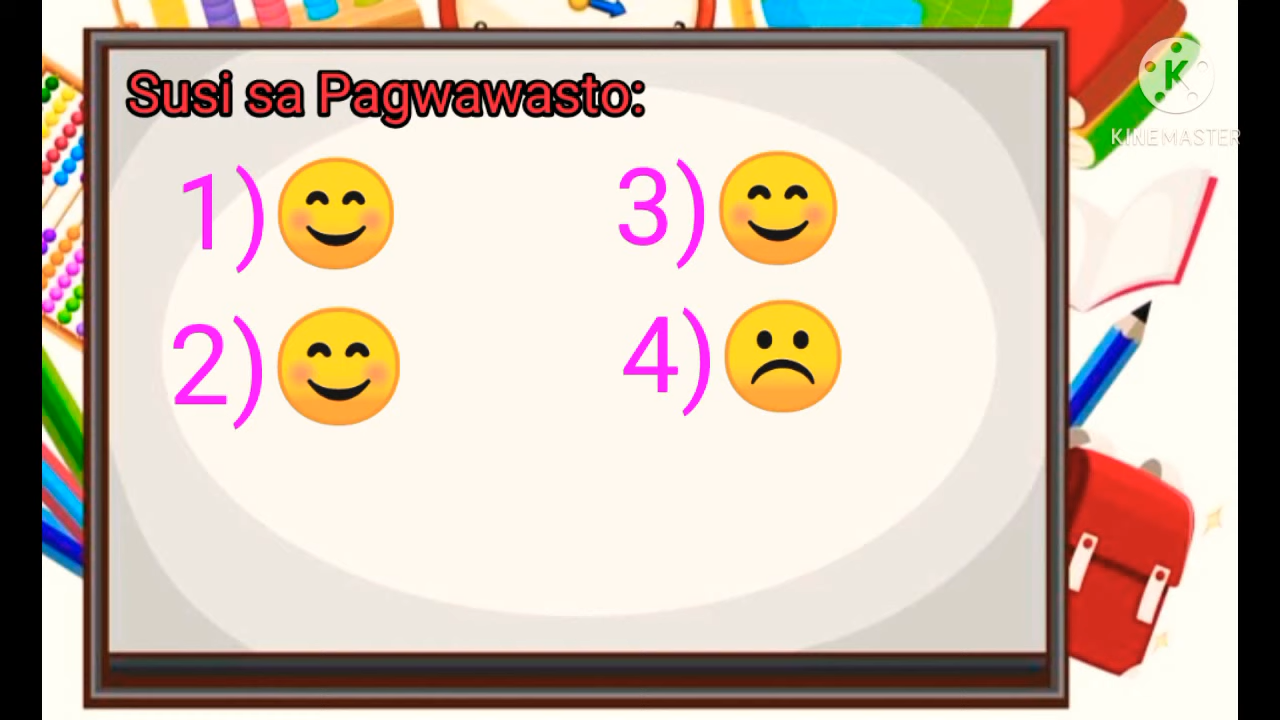 Susi sa Pagwawasto:
1)😊
2)😊
3)😊
4)☹️
K
KINEMASTER